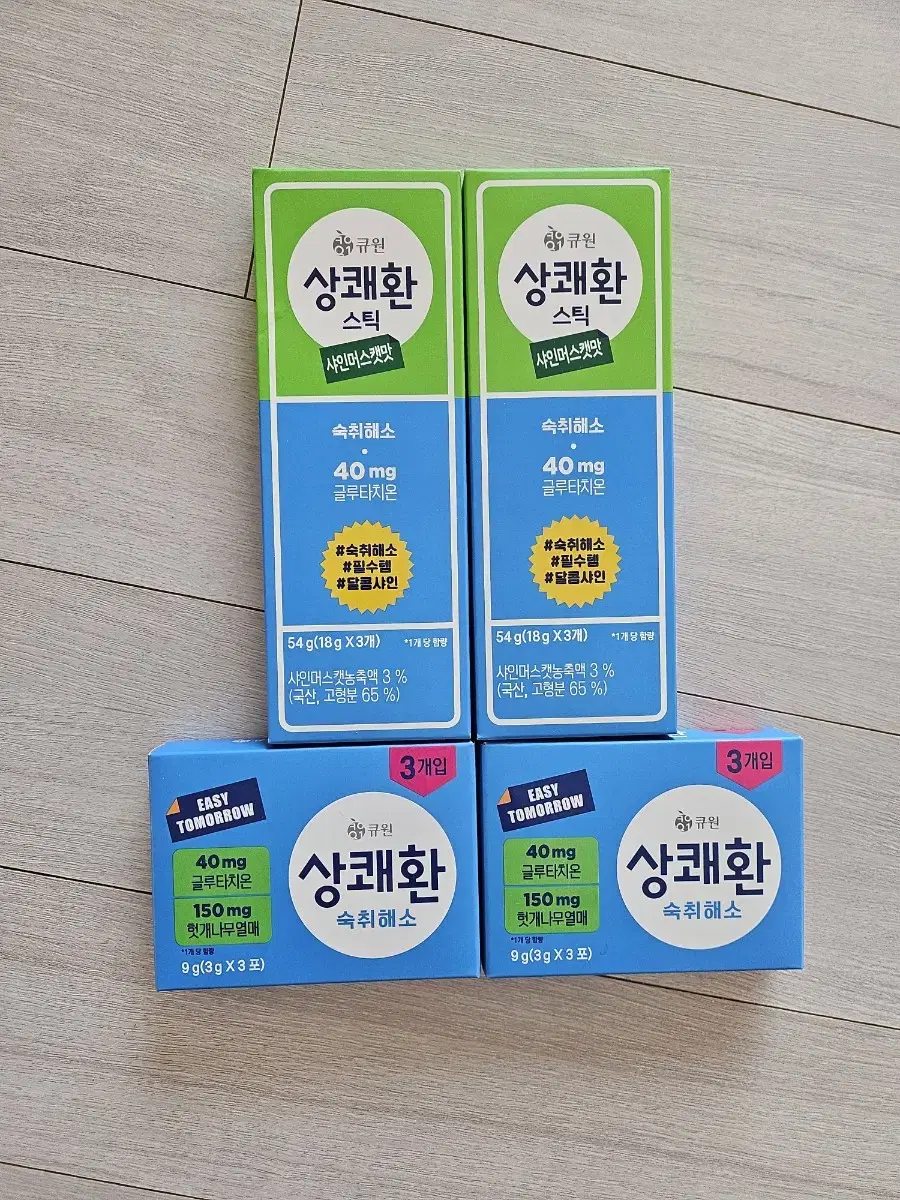 큐원
상쾌환
스틱
샤인머스캣맛
숙취해소
40 mg
글루타치온
#숙취해소
#필수템
#달콤샤인
54 g(18 g X 3개) *1개 당 함량
샤인머스캣농축액 3 %
(국산, 고형분 65 %)
큐원
상쾌환
스틱
샤인머스캣맛
숙취해소
40 mg
글루타치온
#숙취해소
#필수템
#달콤샤인
54 g(18 g X 3개) *1개 당 함량
샤인머스캣농축액 3 %
(국산, 고형분 65 %)
3개입
EASY
TOMORROW
40 mg
글루타치온
150 mg
헛개나무열매
*1개 당 함량
9 g(3 g X 3 포)
큐원
상쾌환
숙취해소
3개입
EASY
TOMORROW
40 mg
글루타치온
150 mg
헛개나무열매
*1개 당 함량
9 g(3 g X 3 포)
큐원
상쾌환
숙취해소